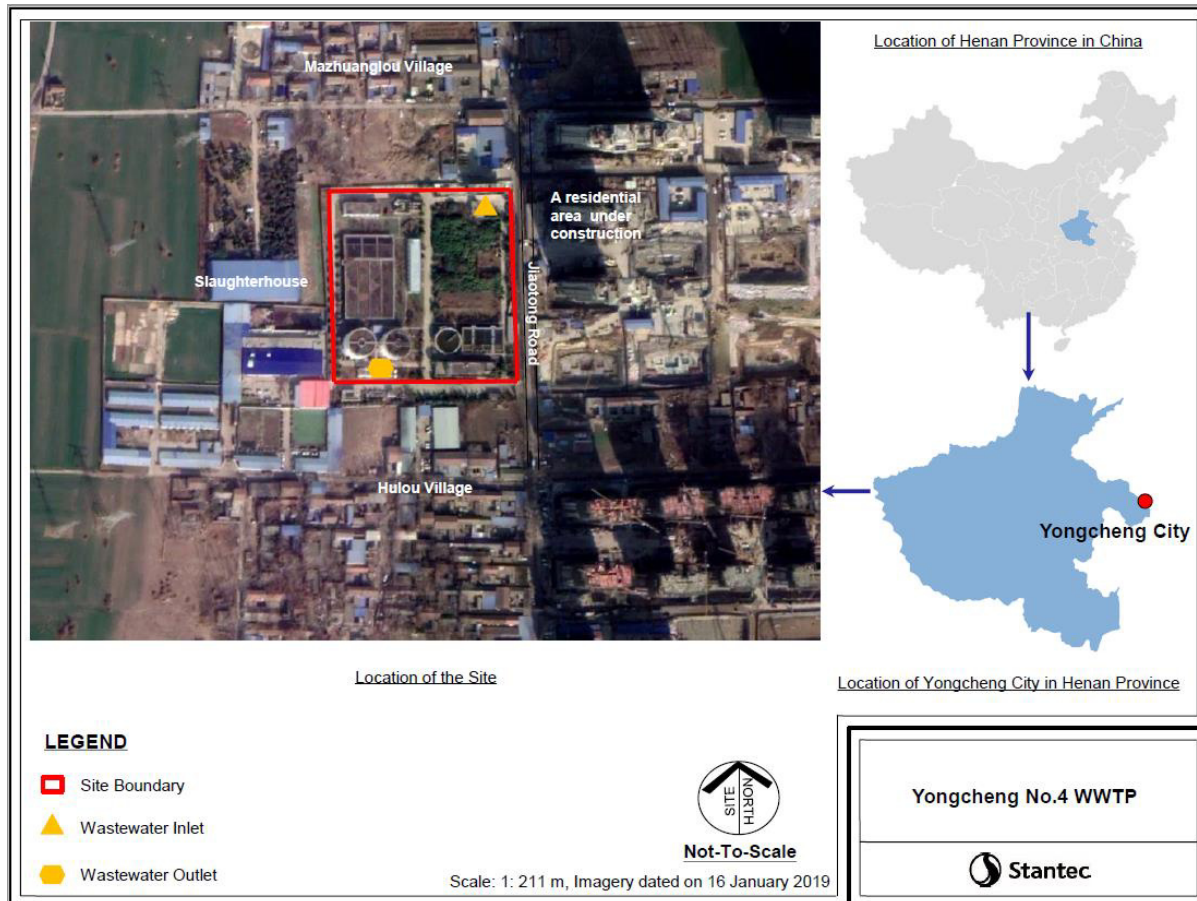 Location of Henan Province in China
Mazhuanglou Village
A residential
area under
construction
Jiaotong Road
Slaughterhouse
Hulou Village
Yongcheng City
Location of the Site
Location of Yongcheng City in Henan Province
LEGEND
Site Boundary
Wastewater Inlet
Wastewater Outlet
SITE
NORTH
Not-To-Scale
Scale: 1: 211 m, Imagery dated on 16 January 2019
Yongcheng No.4 WWTP
Stantec